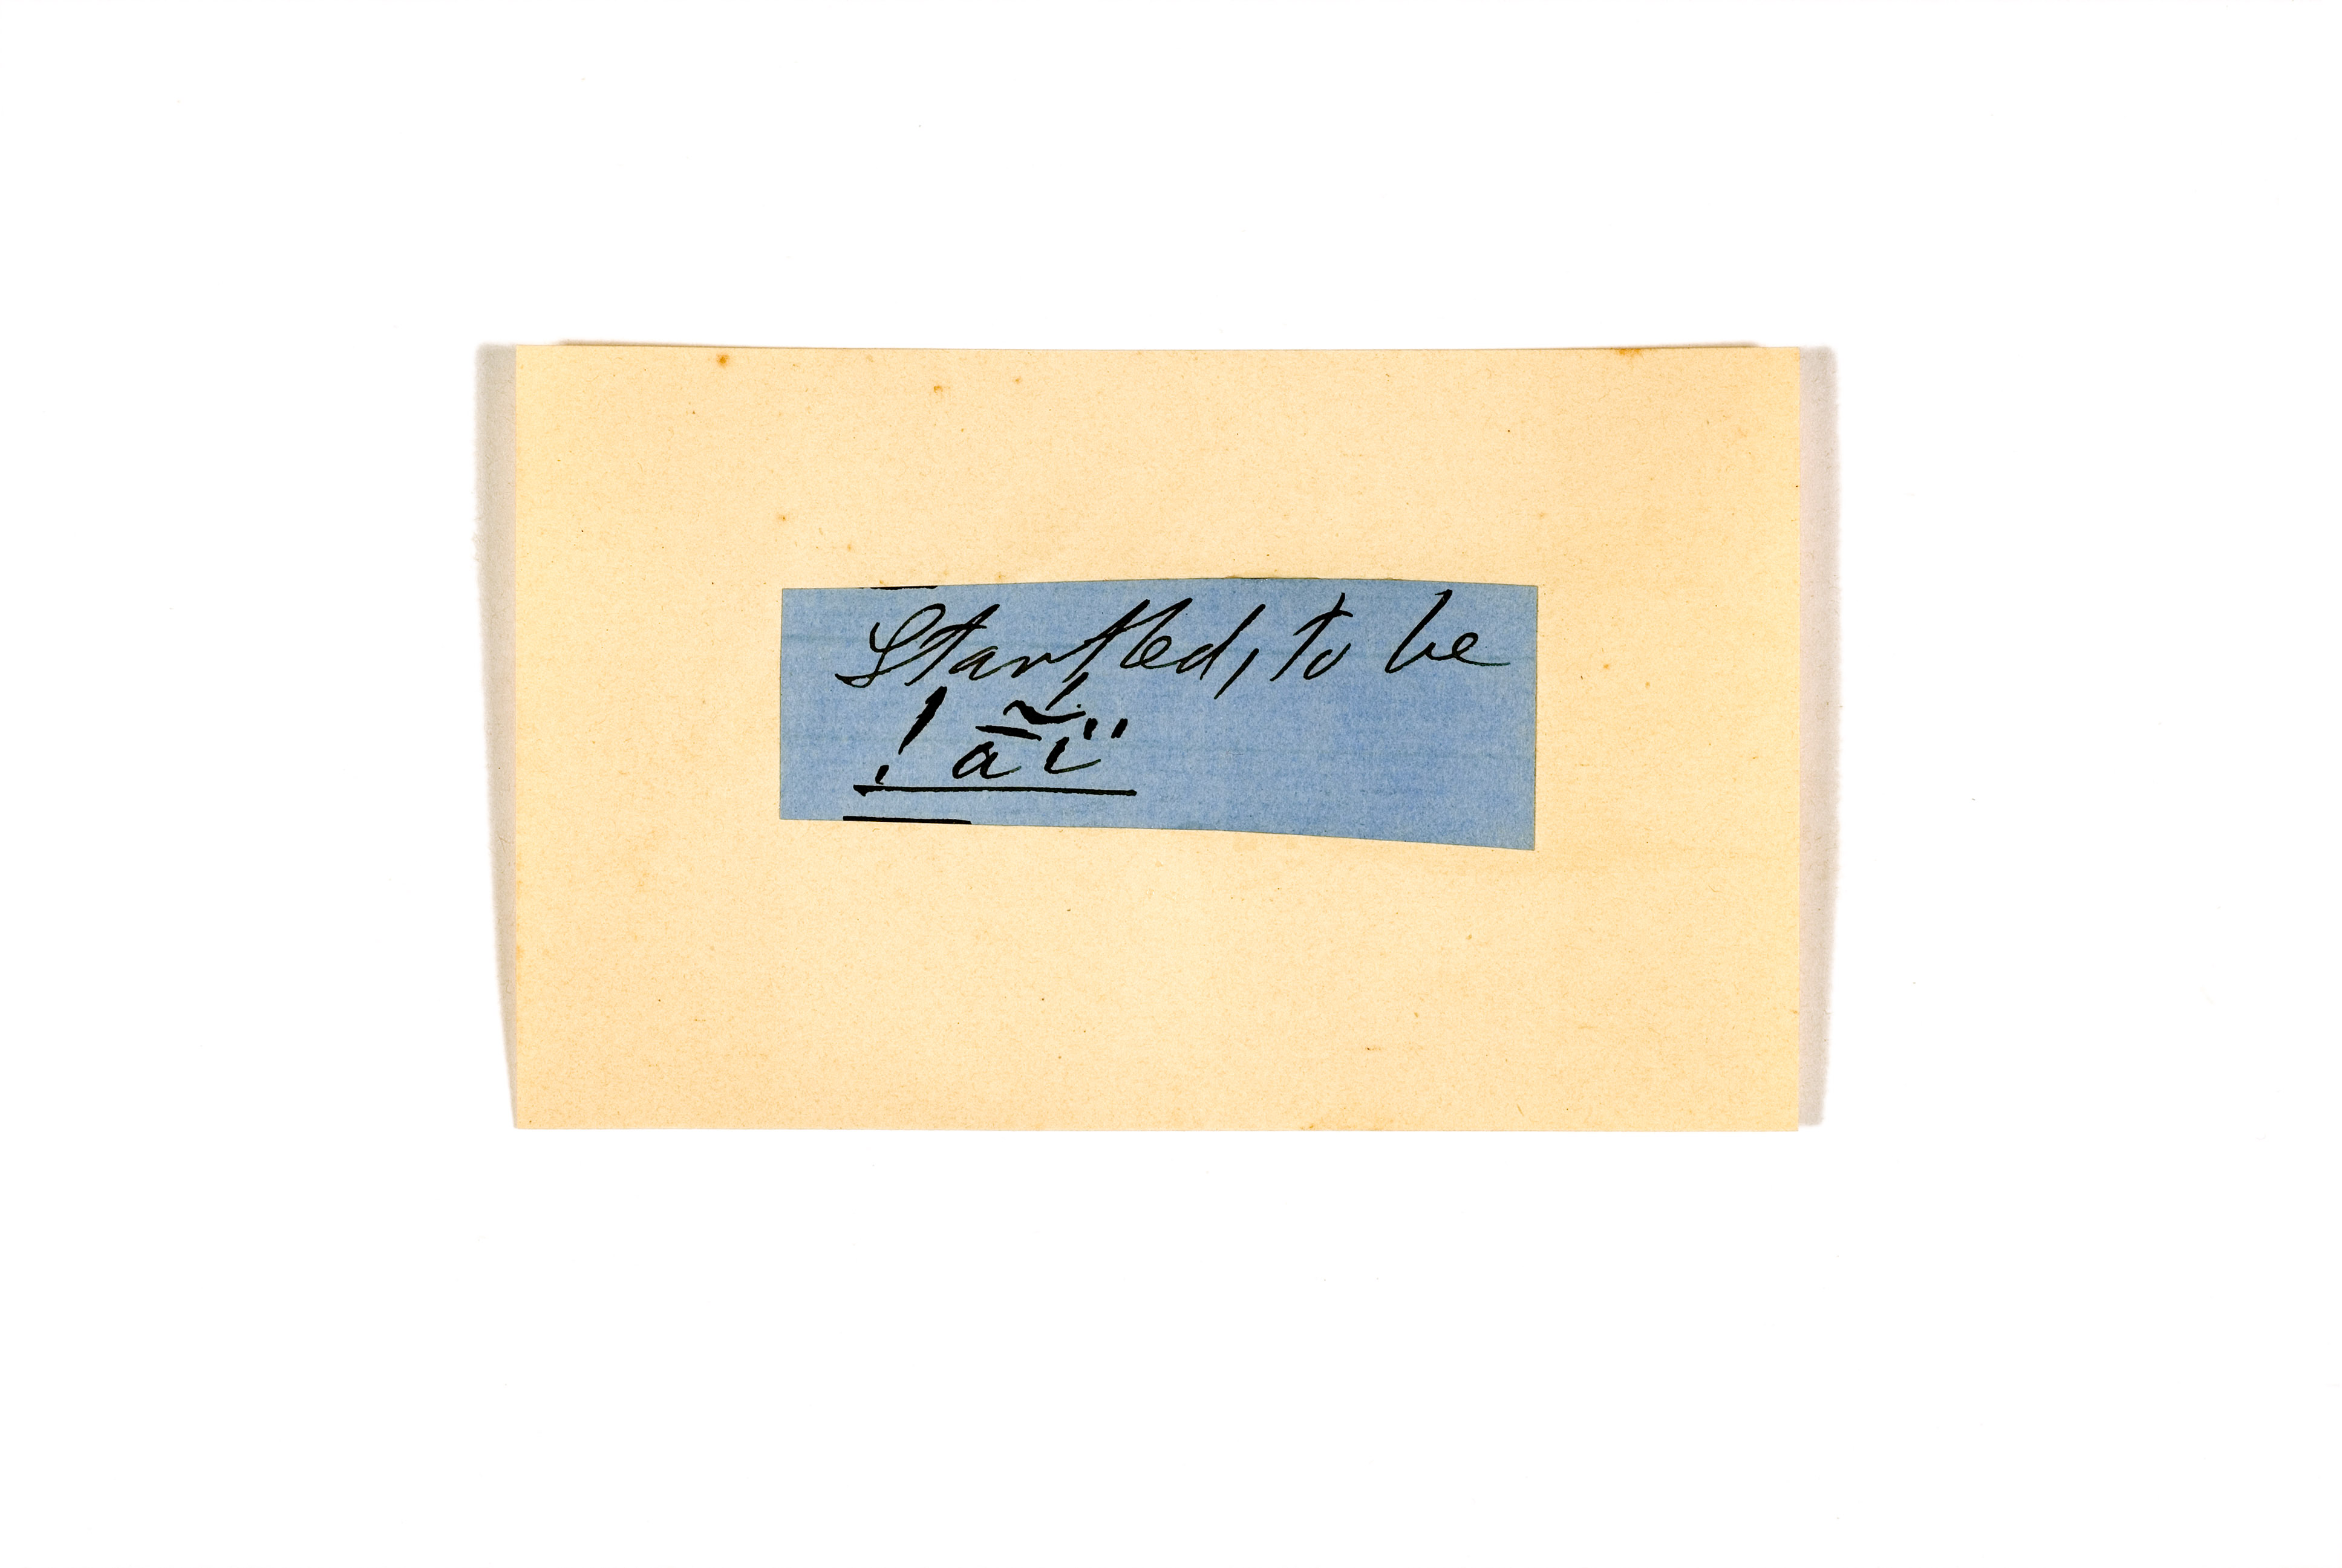 Startled, to be
! ā̃́ï